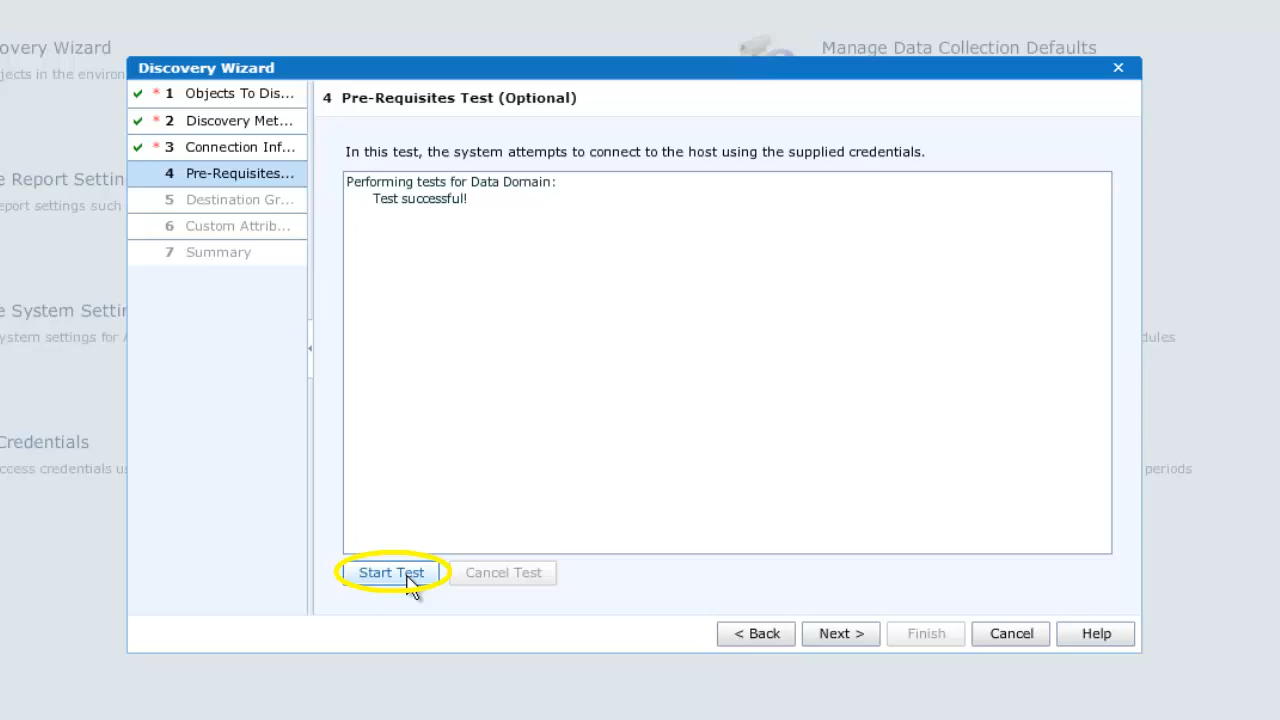 overy Wizard
Manage Data Collection Defaults
jects in the environ
Discovery Wizard
* 1 Objects To Dis...
* 2 Discovery Met...
* 3 Connection Inf...
4 Pre-Requisites...
5 Destination Gr...
6 Custom Attrib...
7 Summary
4 Pre-Requisites Test (Optional)
In this test, the system attempts to connect to the host using the supplied credentials.
Performing tests for Data Domain:
Test successful!
Start Test
Cancel Test
< Back
Next >
Finish
Cancel
Help
e Report Settin
eport settings such
e System Settin
ystem settings for A
dules
Credentials
ccess credentials us
periods